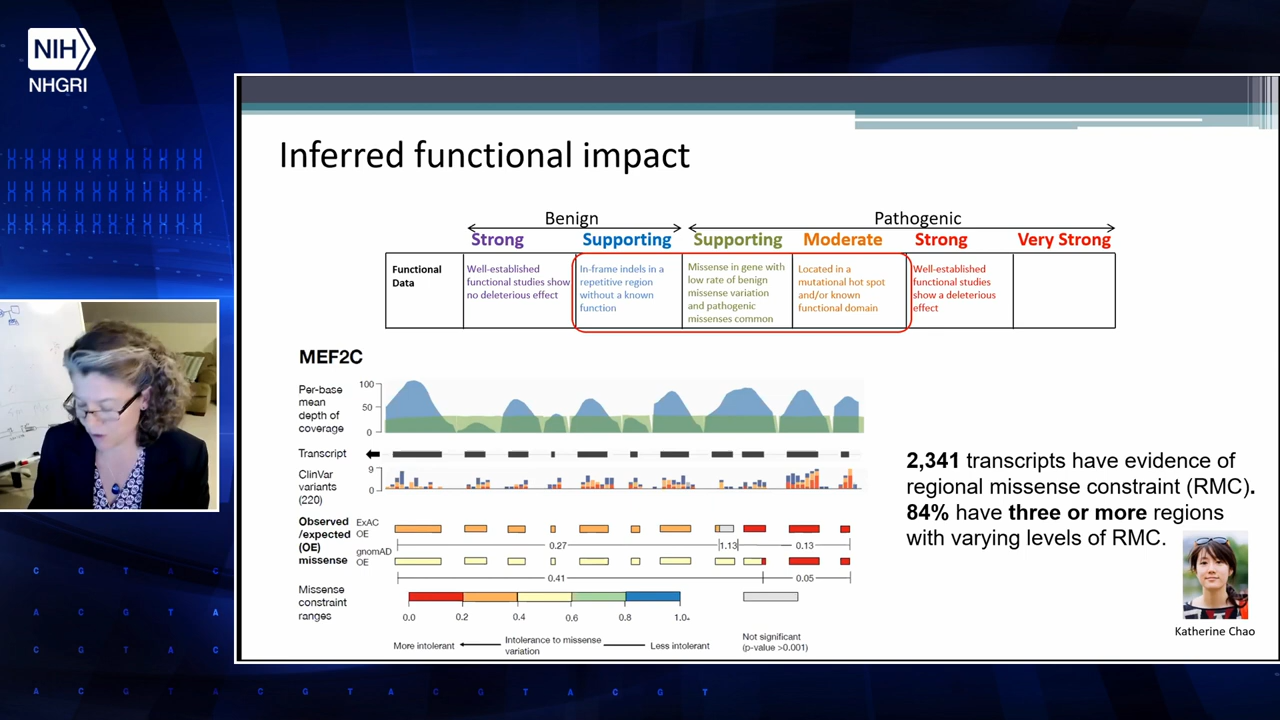 NIH
NHGRI
Inferred functional impact
Benign
Pathogenic
Strong
Supporting
Supporting
Moderate
Strong
Very Strong
Functional
Data
Well-established
functional studies show
no deleterious effect
In-frame indels in a
repetitive region
without a known
function
Missense in gene with
low rate of benign
missense variation
and pathogenic
missenses common
Located in a
mutational hot spot
and/or known
functional domain
Well-established
functional studies
show a deleterious
effect
MEF2C
Per-base
mean
depth of
coverage
100
50
0
Transcript
ClinVar
variants
(220)
9
0
Observed
/expected
(OE)
missense
ExAC
OE
0.27
1.13
0.13
gnomAD
OE
0.41
0.05
Missense
constraint
ranges
0.0
0.2
0.4
0.6
0.8
1.0+
More intolerant
Intolerance to missense
variation
Less intolerant
Not significant
(p-value >0.001)
2,341 transcripts have evidence of
regional missense constraint (RMC).
84% have three or more regions
with varying levels of RMC.
Katherine Chao
C G T A C
A C G T A
C G T A C
A C G T A C G T A C G T A C G T